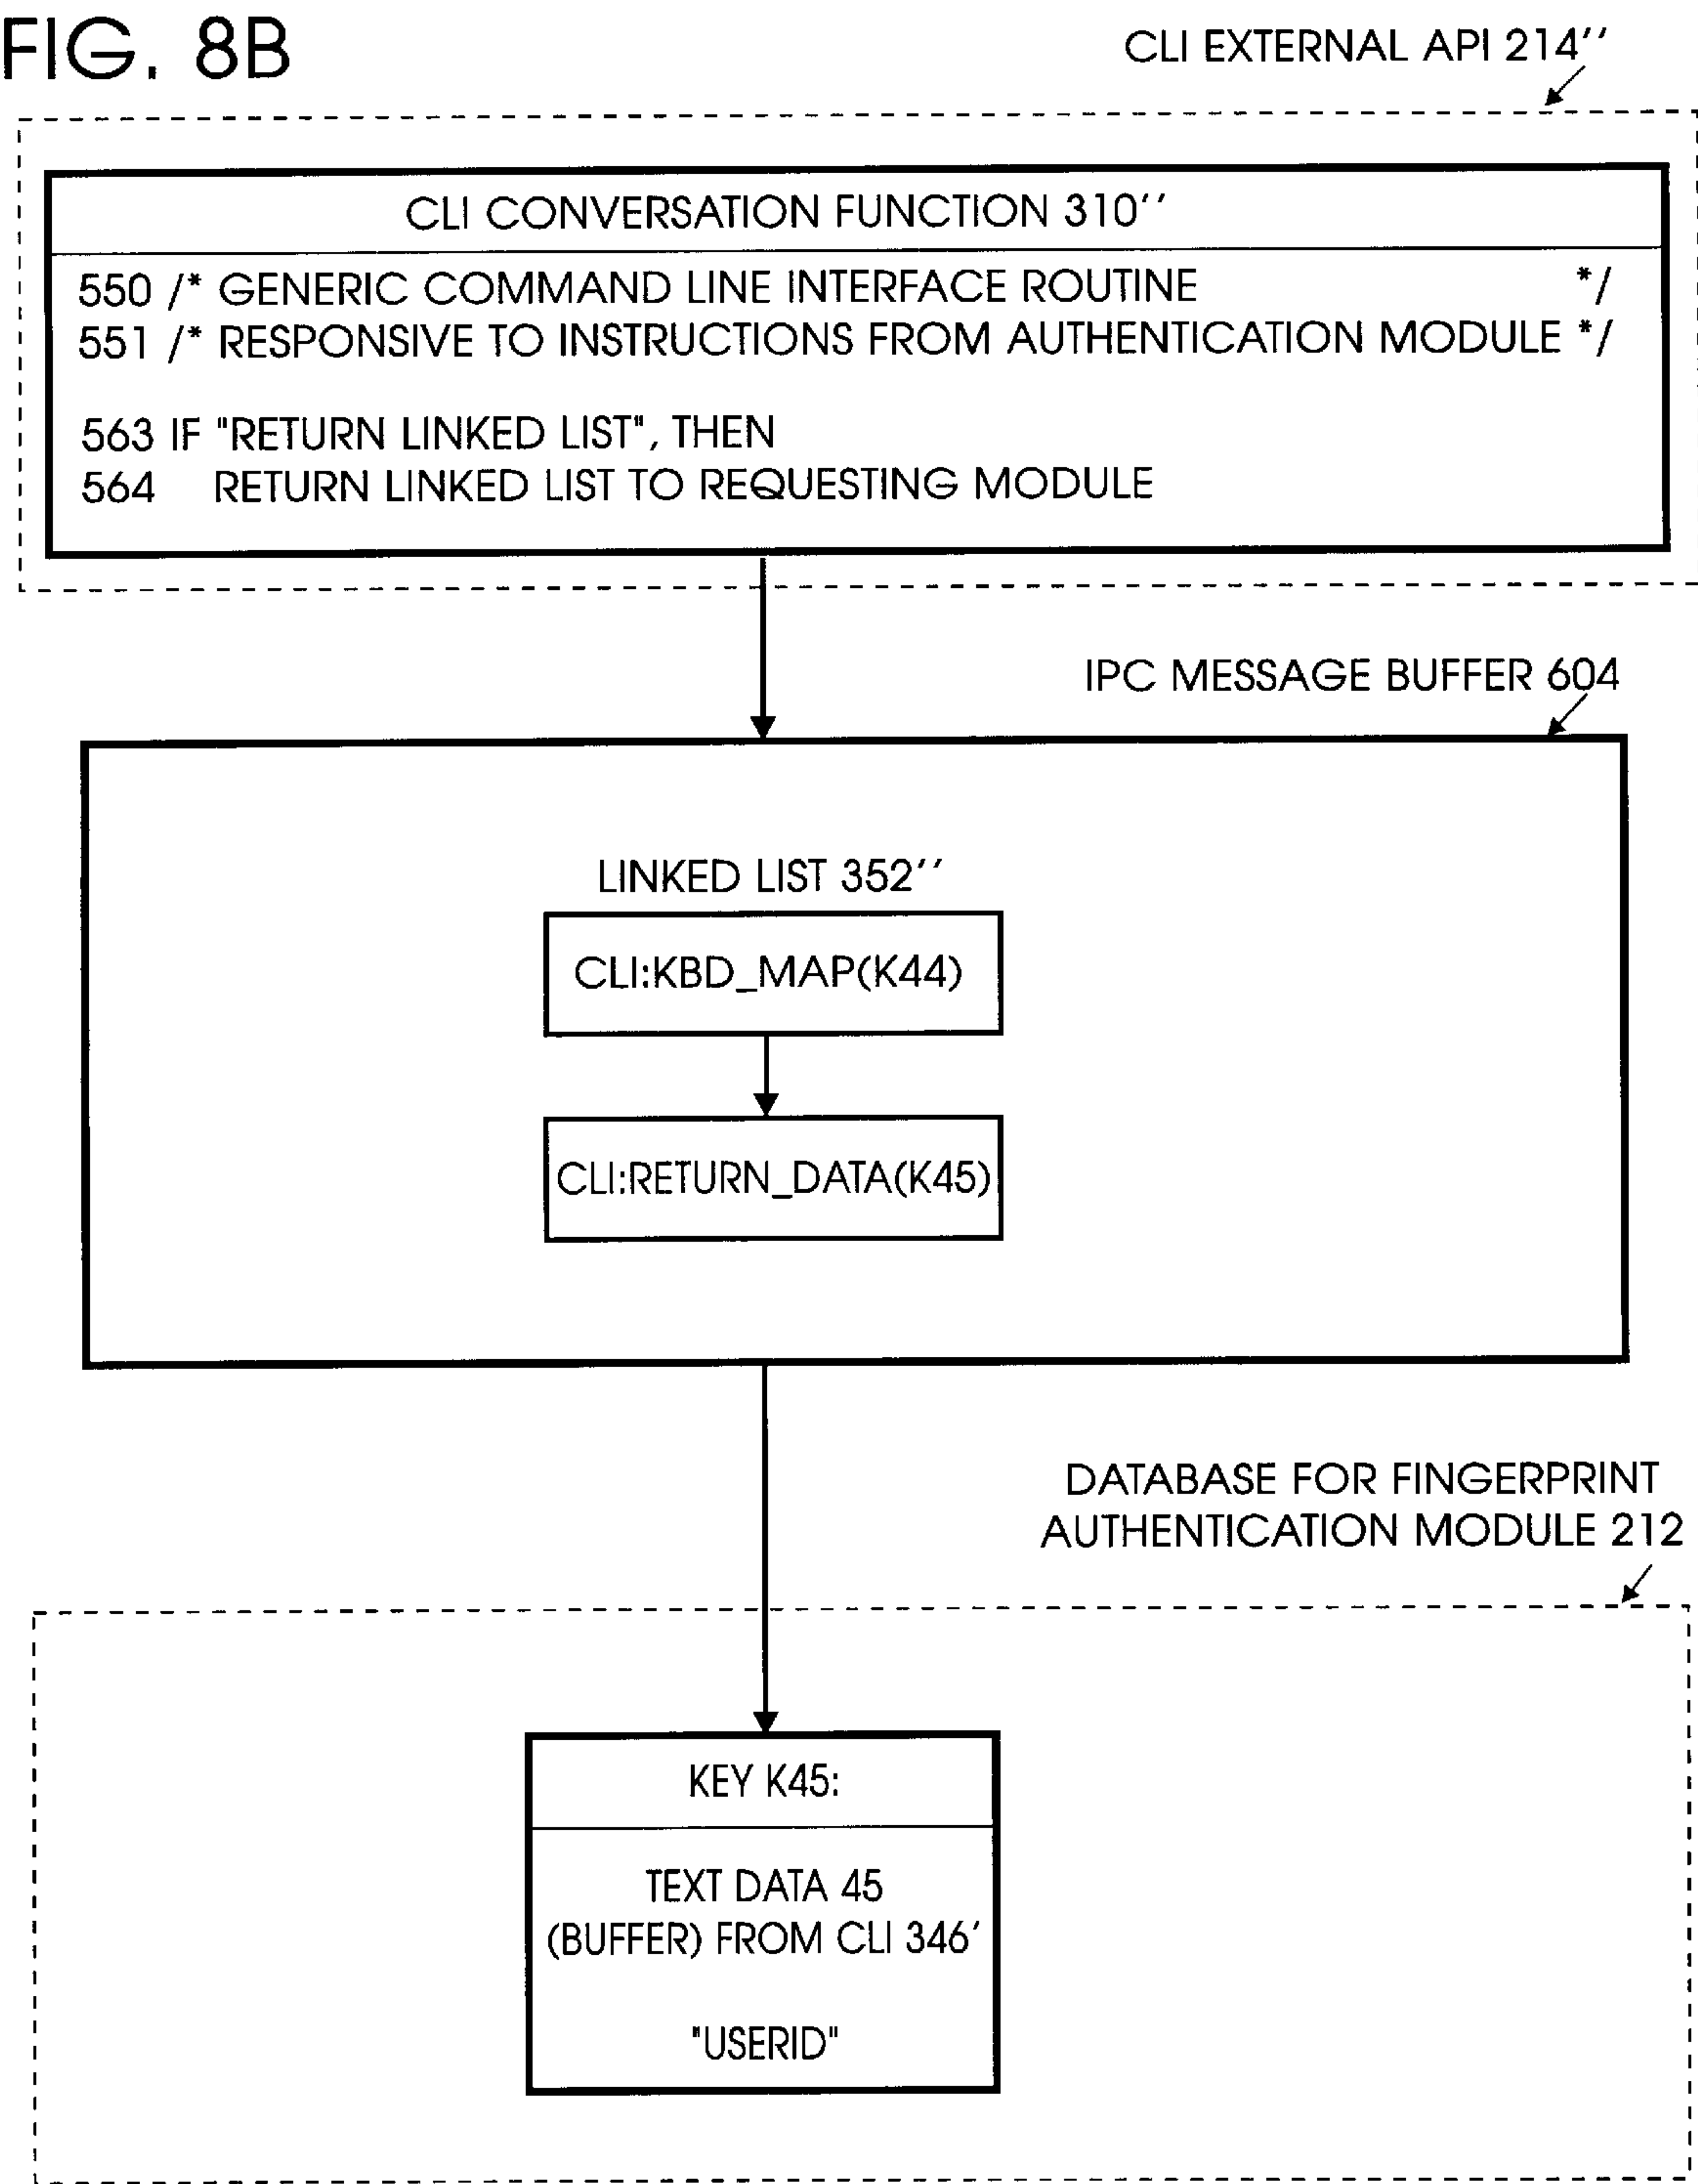 FIG. 8B
CLI EXTERNAL API 214''
CLI CONVERSATION FUNCTION 310''
550 /* GENERIC COMMAND LINE INTERFACE ROUTINE */
551 /* RESPONSIVE TO INSTRUCTIONS FROM AUTHENTICATION MODULE */
563 IF "RETURN LINKED LIST", THEN
564 RETURN LINKED LIST TO REQUESTING MODULE
IPC MESSAGE BUFFER 604
LINKED LIST 352''
CLI:KBD_MAP(K44)
CLI:RETURN_DATA(K45)
DATABASE FOR FINGERPRINT
AUTHENTICATION MODULE 212
KEY K45:
TEXT DATA 45
(BUFFER) FROM CLI 346'
"USERID"